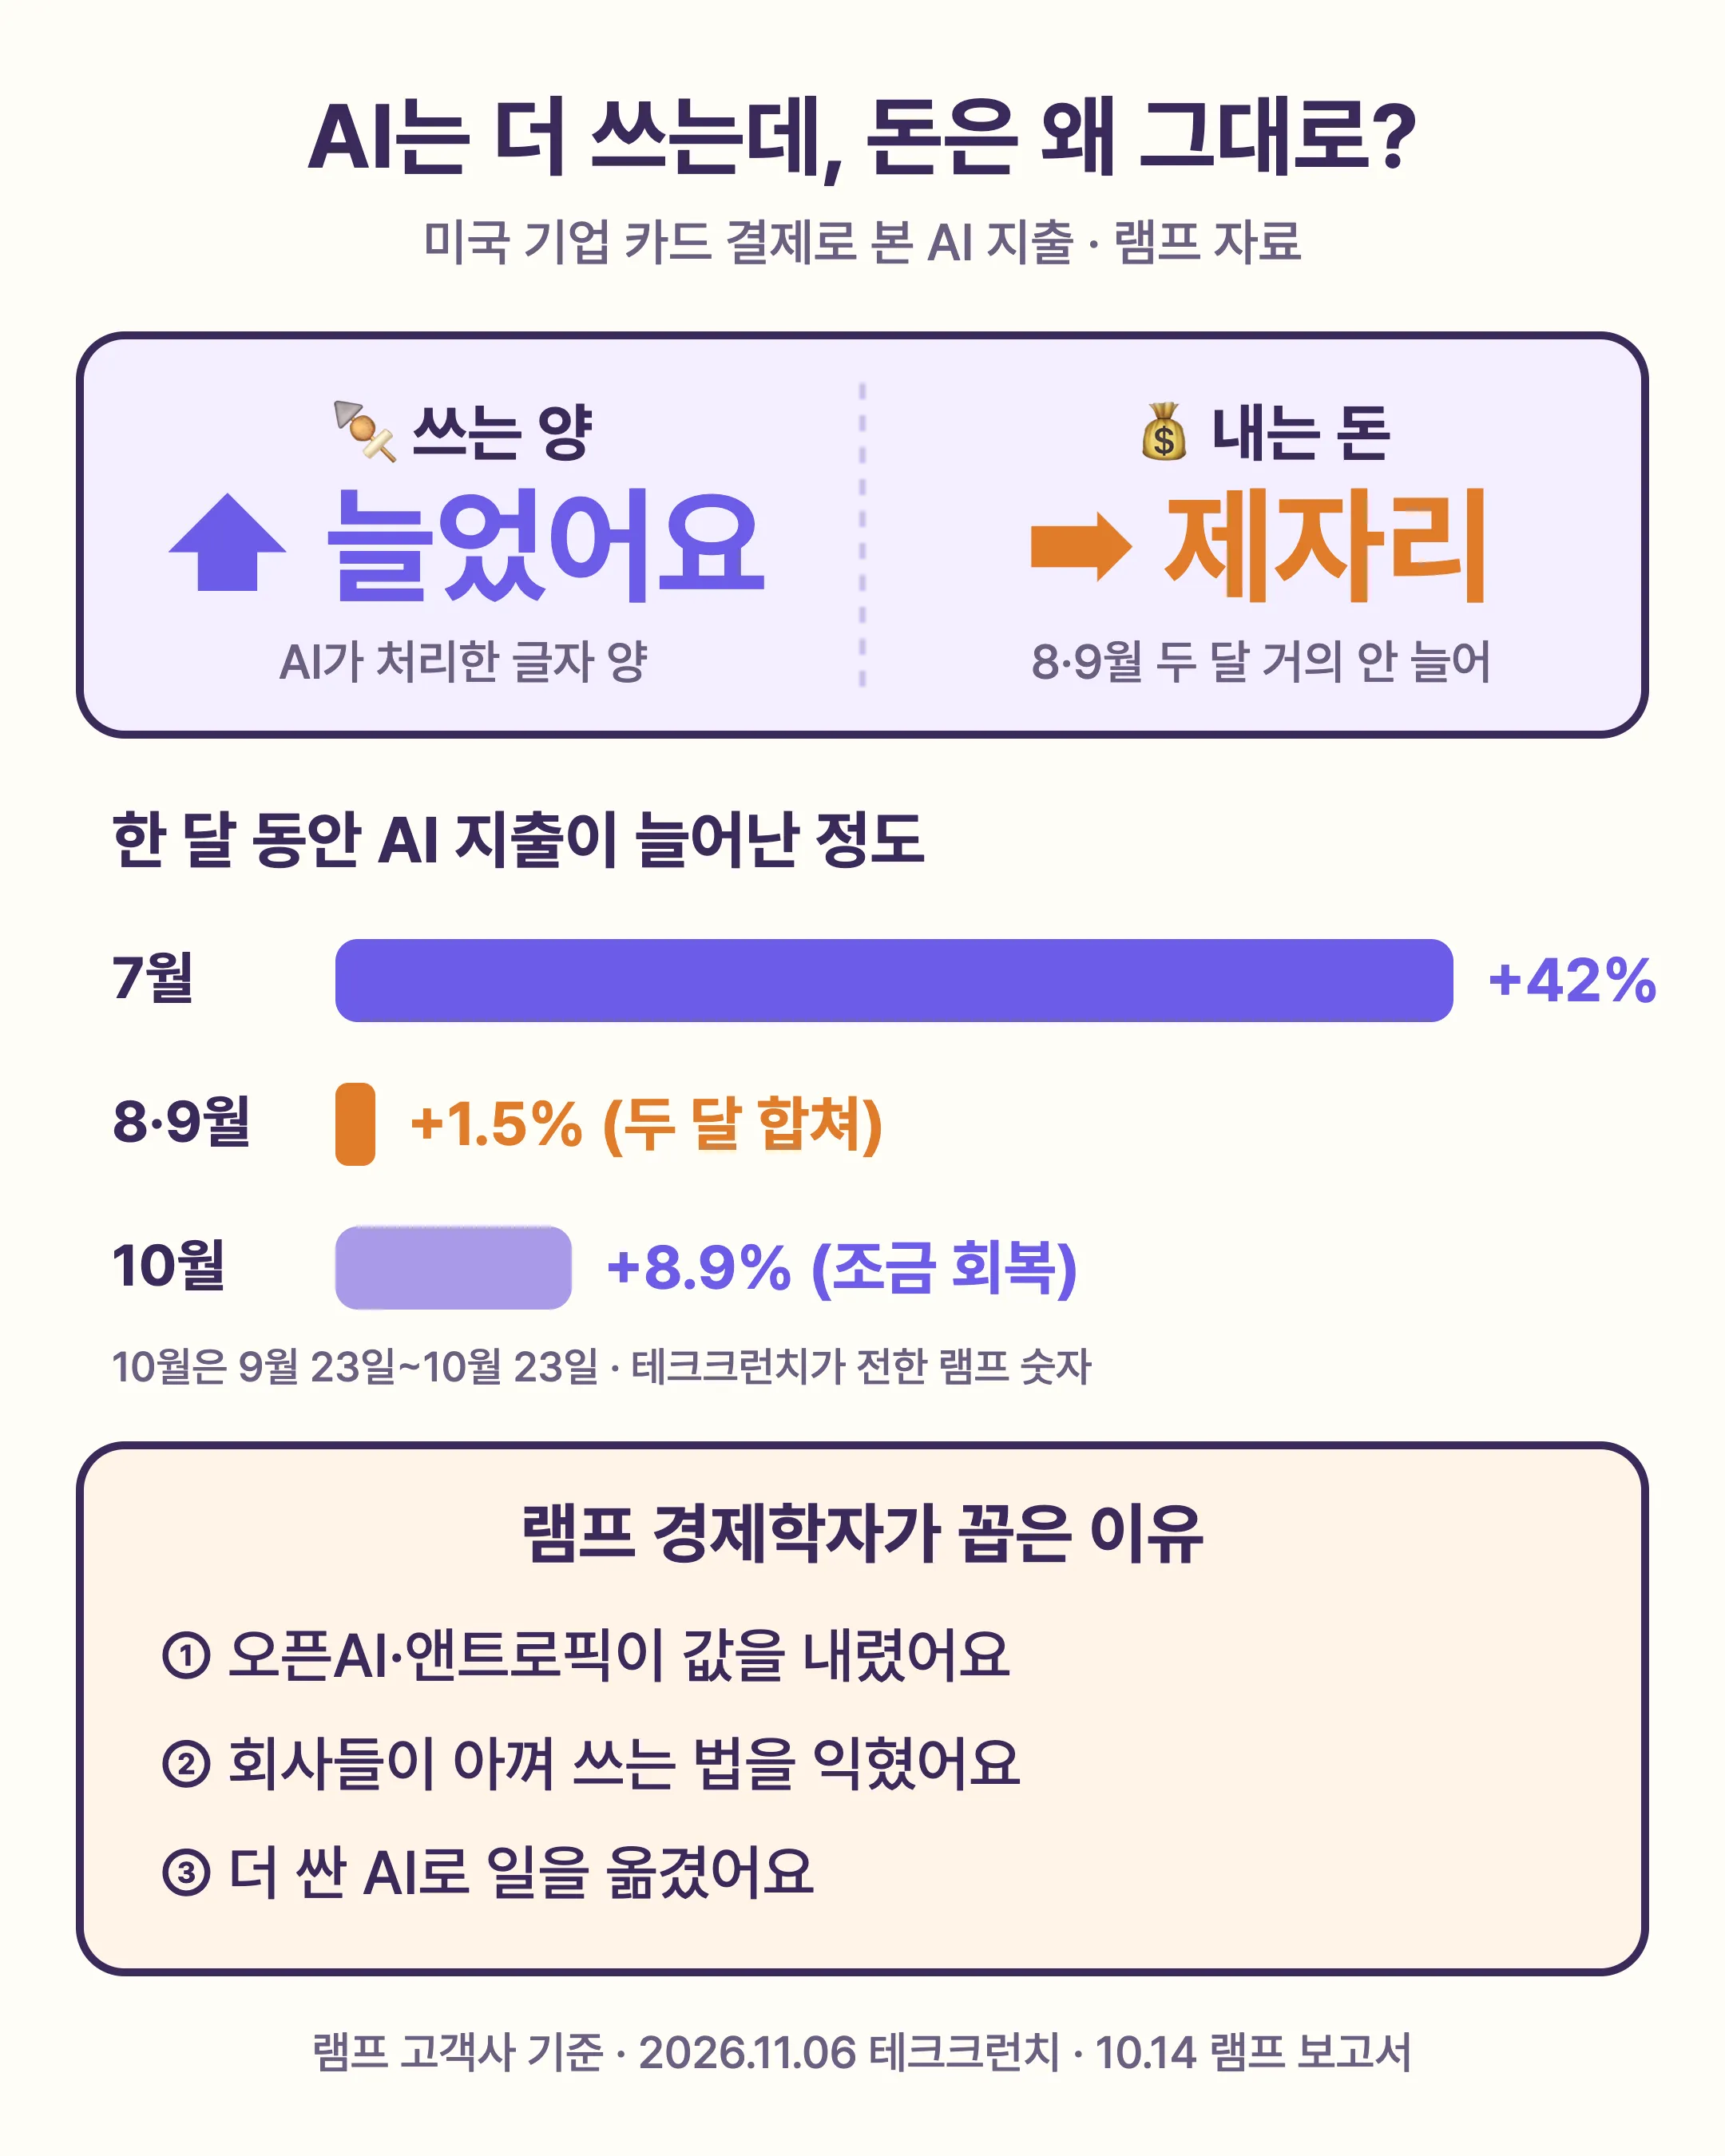 AI는 더 쓰는데, 돈은 왜 그대로?
미국 기업 카드 결제로 본 AI 지출 · 램프 자료
🍢 쓰는 양
⬆ 늘었어요
AI가 처리한 글자 양
💰 내는 돈
➡ 제자리
8·9월 두 달 거의 안 늘어
한 달 동안 AI 지출이 늘어난 정도
7월 +42%
8·9월 +1.5% (두 달 합쳐)
10월 +8.9% (조금 회복)
10월은 9월 23일~10월 23일 · 테크크런치가 전한 램프 숫자
램프 경제학자가 꼽은 이유
① 오픈AI·앤트로픽이 값을 내렸어요
② 회사들이 아껴 쓰는 법을 익혔어요
③ 더 싼 AI로 일을 옮겼어요
램프 고객사 기준 · 2026.11.06 테크크런치 · 10.14 램프 보고서